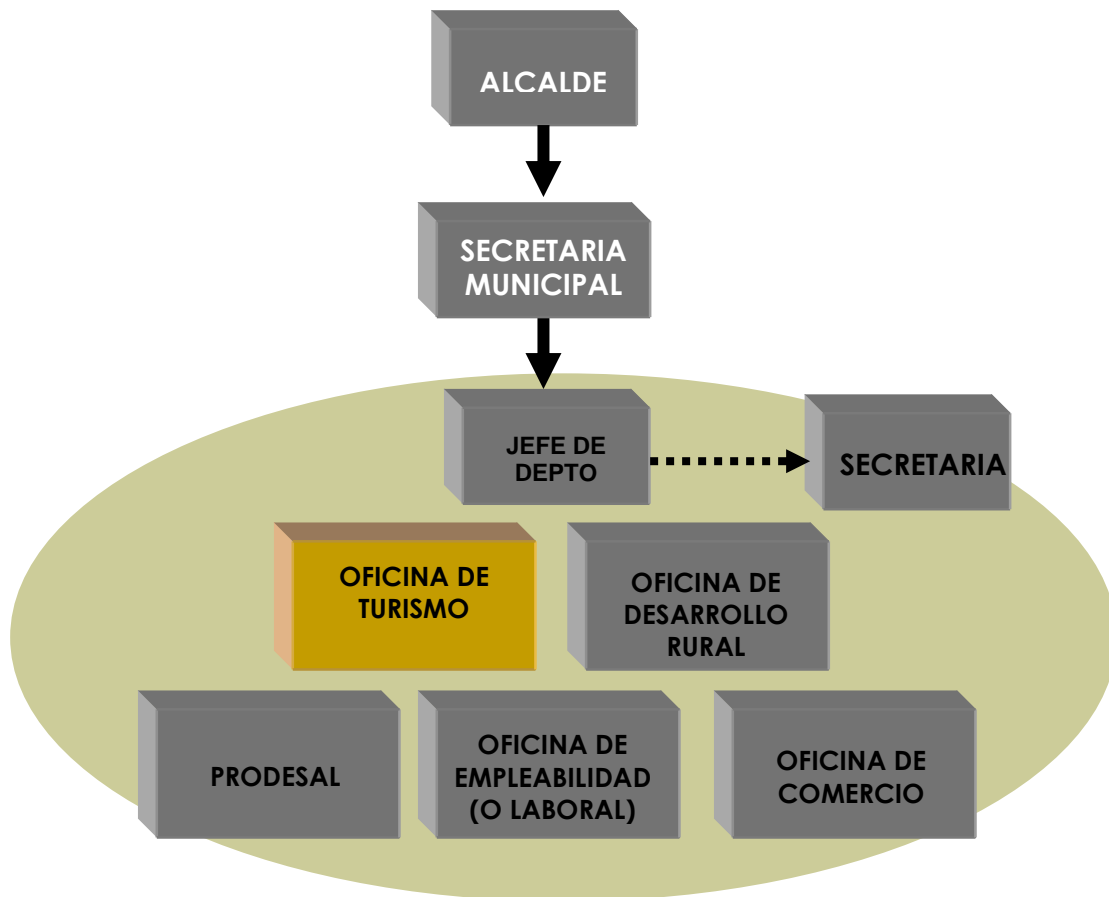 ALCALDE
SECRETARIA
MUNICIPAL
JEFE DE
DEPTO
SECRETARIA
OFICINA DE
TURISMO
OFICINA DE
DESARROLLO
RURAL
PRODESAL
OFICINA DE
EMPLEABILIDAD
(O LABORAL)
OFICINA DE
COMERCIO